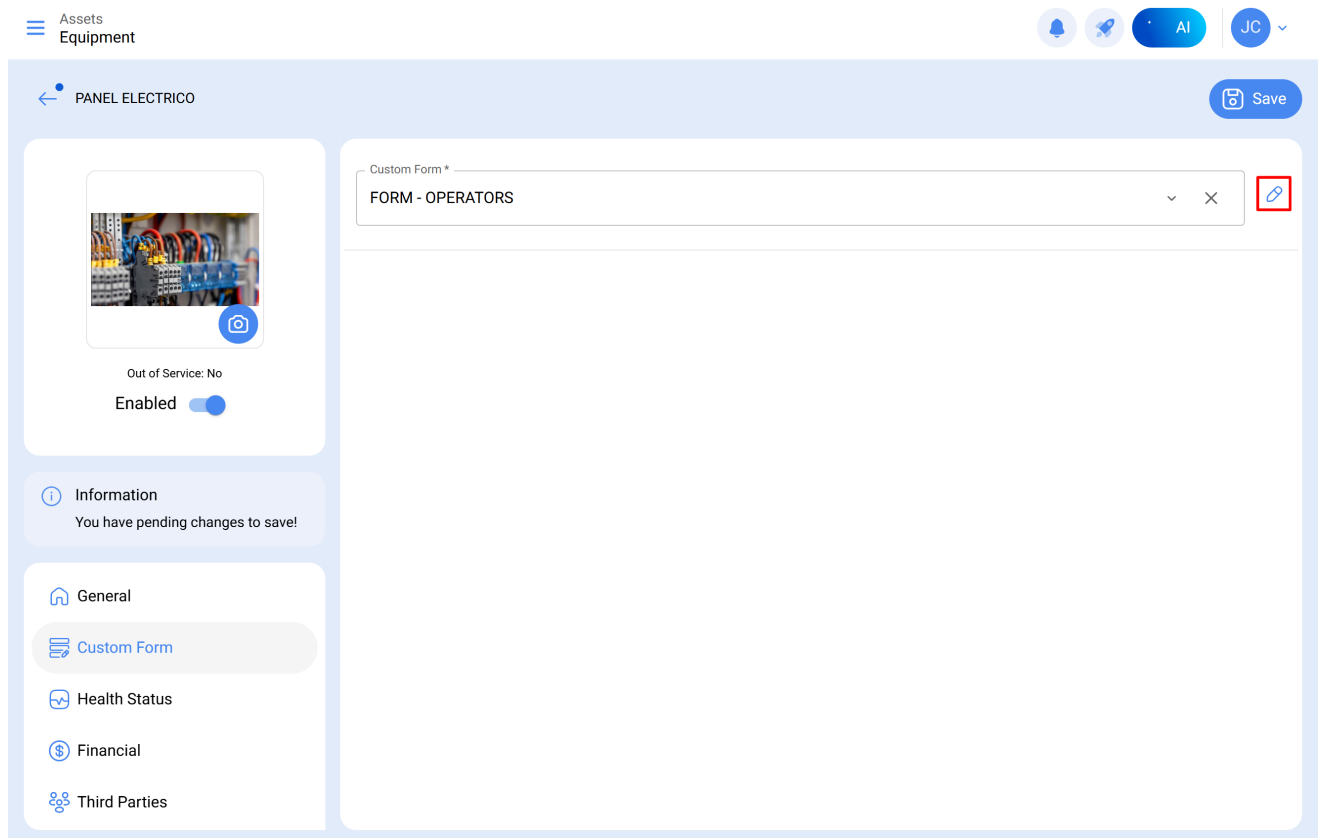 Assets
Equipment
AI
JC
PANEL ELECTRICO
Save
Custom Form *
FORM - OPERATORS
Out of Service: No
Enabled
Information
You have pending changes to save!
General
Custom Form
Health Status
Financial
Third Parties